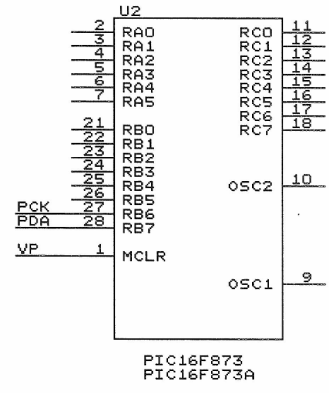 U2
2 RA0 RC0 11
3 RA1 RC1 12
4 RA2 RC2 13
5 RA3 RC3 14
6 RA4 RC4 15
7 RA5 RC5 16
RC6 17
21 RB0 RC7 18
22 RB1
23 RB2
24 RB3
25 RB4 OSC2 10
26 RB5
PCK 27 RB6
PDA 28 RB7
VP 1 MCLR
OSC1 9
PIC16F873
PIC16F873A